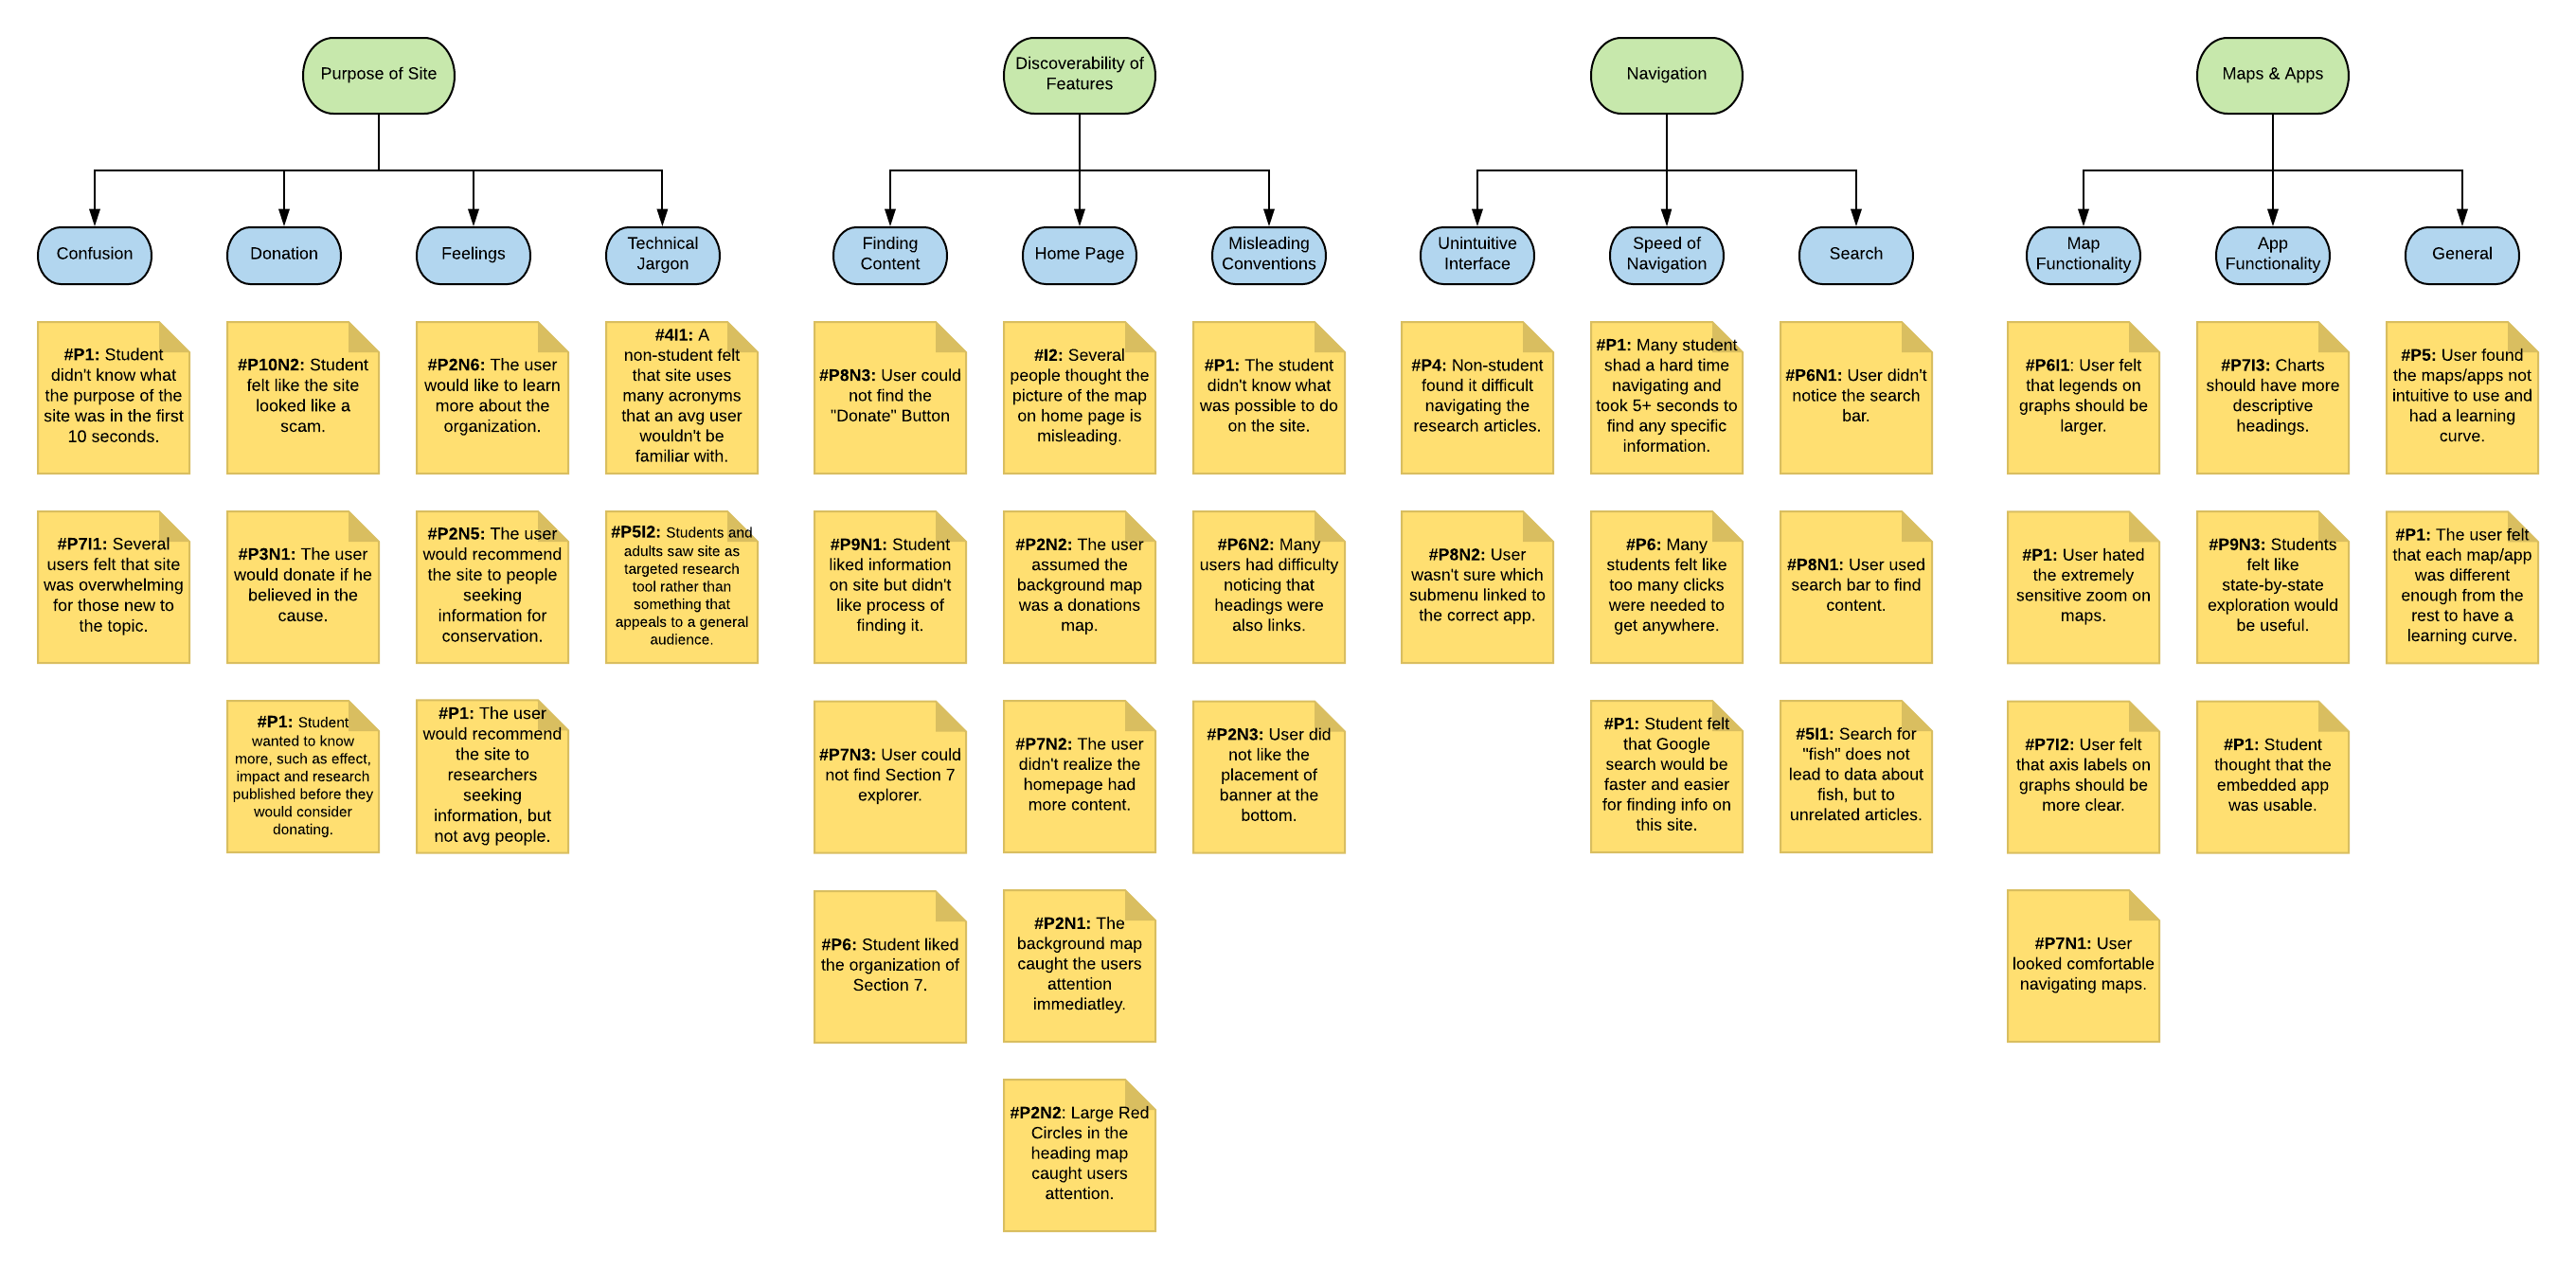 Purpose of Site
Discoverability of
Features
Navigation
Maps & Apps
Confusion
Donation
Feelings
Technical
Jargon
Finding
Content
Home Page
Misleading
Conventions
Unintuitive
Interface
Speed of
Navigation
Search
Map
Functionality
App
Functionality
General
#P1: Student
didn't know what
the purpose of the
site was in the first
10 seconds.
#P7I1: Several
users felt that site
was overwhelming
for those new to
the topic.
#P10N2: Student
felt like the site
looked like a
scam.
#P3N1: The user
would donate if he
believed in the
cause.
#P1: Student
wanted to know
more, such as effect,
impact and research
published before they
would consider
donating.
#P2N6: The user
would like to learn
more about the
organization.
#P2N5: The user
would recommend
the site to people
seeking
information for
conservation.
#P1: The user
would recommend
the site to
researchers
seeking
information, but
not avg people.
#4I1: A
non-student felt
that site uses
many acronyms
that an avg user
wouldn't be
familiar with.
#P5I2: Students and
adults saw site as
targeted research
tool rather than
something that
appeals to a general
audience.
#P8N3: User could
not find the
"Donate" Button
#P9N1: Student
liked information
on site but didn't
like process of
finding it.
#P7N3: User could
not find Section 7
explorer.
#P6: Student liked
the organization of
Section 7.
#I2: Several
people thought the
picture of the map
on home page is
misleading.
#P2N2: The user
assumed the
background map
was a donations
map.
#P7N2: The user
didn't realize the
homepage had
more content.
#P2N1: The
background map
caught the users
attention
immediatley.
#P2N2: Large Red
Circles in the
heading map
caught users
attention.
#P1: The student
didn't know what
was possible to do
on the site.
#P6N2: Many
users had difficulty
noticing that
headings were
also links.
#P2N3: User did
not like the
placement of
banner at the
bottom.
#P4: Non-student
found it difficult
navigating the
research articles.
#P8N2: User
wasn't sure which
submenu linked to
the correct app.
#P1: Many student
shad a hard time
navigating and
took 5+ seconds to
find any specific
information.
#P6: Many
students felt like
too many clicks
were needed to
get anywhere.
#P1: Student felt
that Google
search would be
faster and easier
for finding info on
this site.
#P6N1: User didn't
notice the search
bar.
#P8N1: User used
search bar to find
content.
#5I1: Search for
"fish" does not
lead to data about
fish, but to
unrelated articles.
#P6I1: User felt
that legends on
graphs should be
larger.
#P1: User hated
the extremely
sensitive zoom on
maps.
#P7I2: User felt
that axis labels on
graphs should be
more clear.
#P7N1: User
looked comfortable
navigating maps.
#P7I3: Charts
should have more
descriptive
headings.
#P9N3: Students
felt like
state-by-state
exploration would
be useful.
#P1: Student
thought that the
embedded app
was usable.
#P5: User found
the maps/apps not
intuitive to use and
had a learning
curve.
#P1: The user felt
that each map/app
was different
enough from the
rest to have a
learning curve.